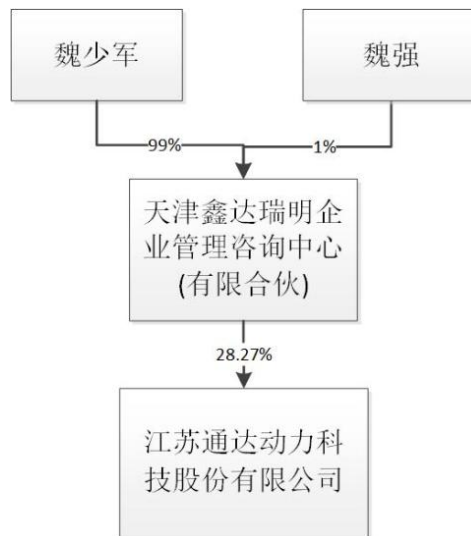 魏少军
魏强
99%
1%
天津鑫达瑞明企
业管理咨询中心
(有限合伙)
28.27%
江苏通达动力科
技股份有限公司